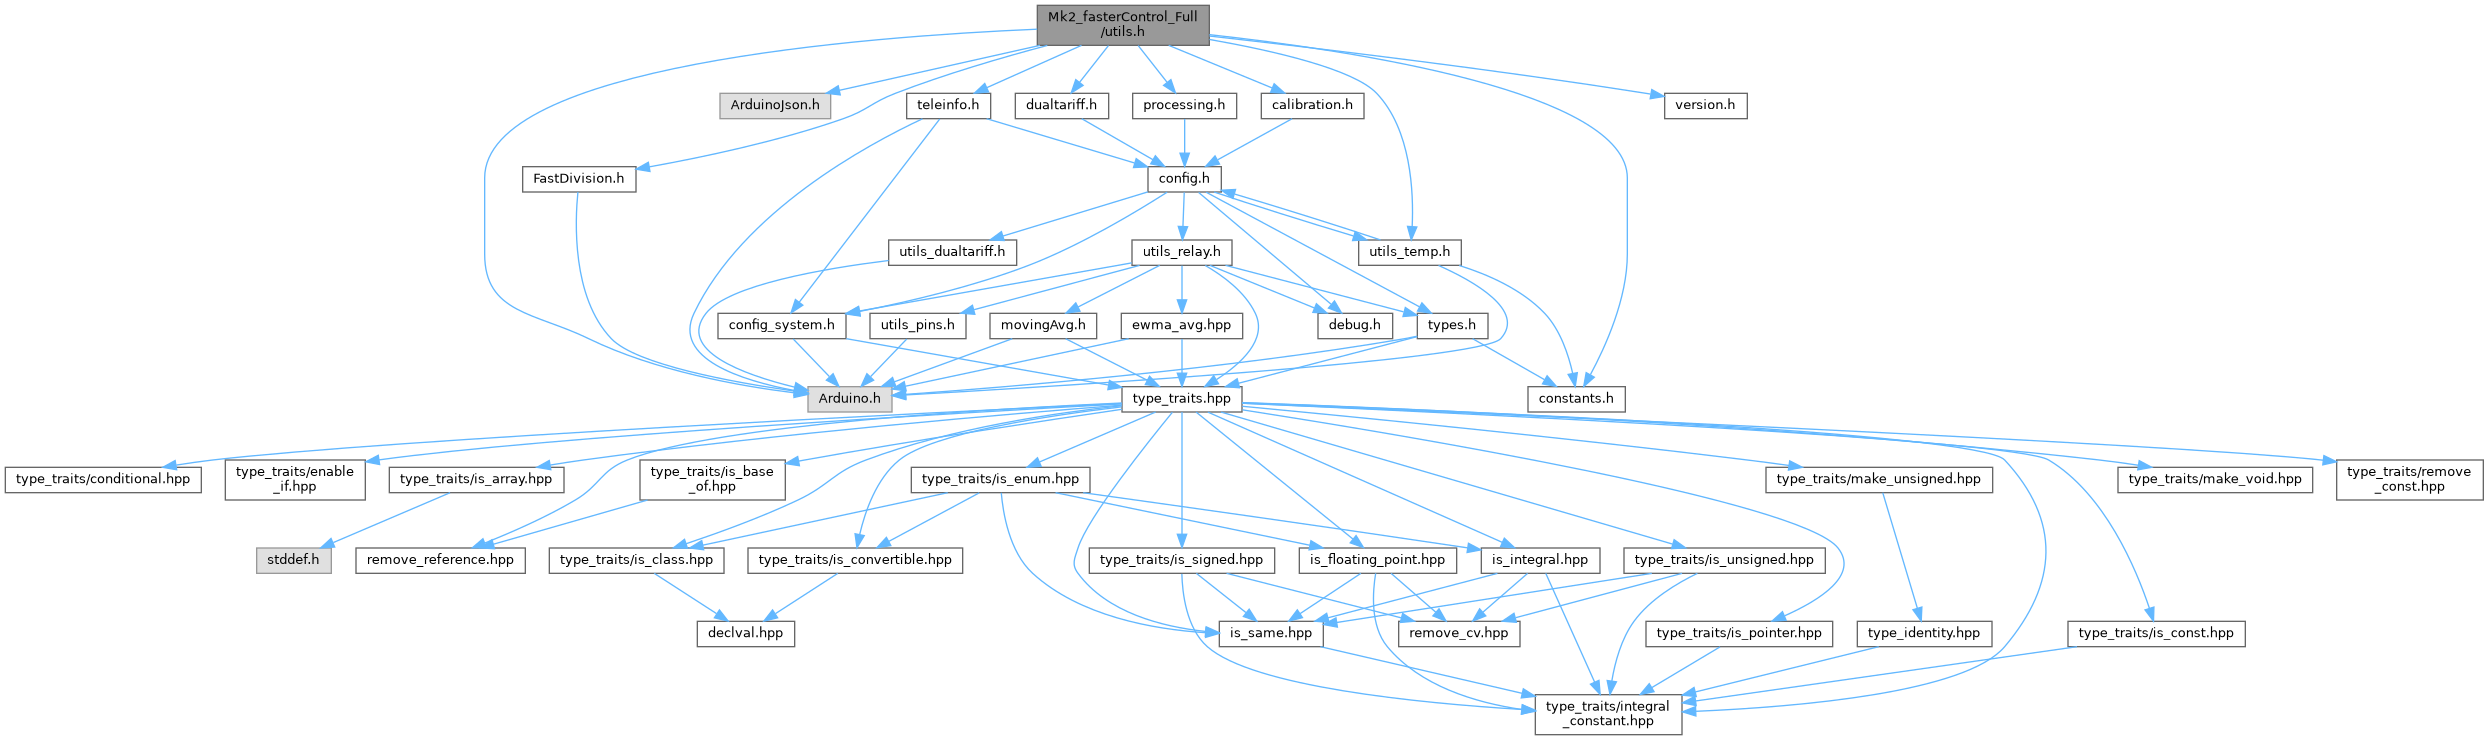 Mk2_fasterControl_Full
/utils.h
ArduinoJson.h
teleinfo.h
dualtariff.h
processing.h
calibration.h
version.h
FastDivision.h
config.h
utils_dualtariff.h
utils_relay.h
utils_temp.h
config_system.h
utils_pins.h
movingAvg.h
ewma_avg.hpp
debug.h
types.h
Arduino.h
type_traits.hpp
constants.h
type_traits/conditional.hpp
type_traits/enable
_if.hpp
type_traits/is_array.hpp
type_traits/is_base
_of.hpp
type_traits/is_enum.hpp
type_traits/make_unsigned.hpp
type_traits/make_void.hpp
type_traits/remove
_const.hpp
stddef.h
remove_reference.hpp
type_traits/is_class.hpp
type_traits/is_convertible.hpp
type_traits/is_signed.hpp
is_floating_point.hpp
is_integral.hpp
type_traits/is_unsigned.hpp
declval.hpp
is_same.hpp
remove_cv.hpp
type_traits/is_pointer.hpp
type_identity.hpp
type_traits/is_const.hpp
type_traits/integral
_constant.hpp